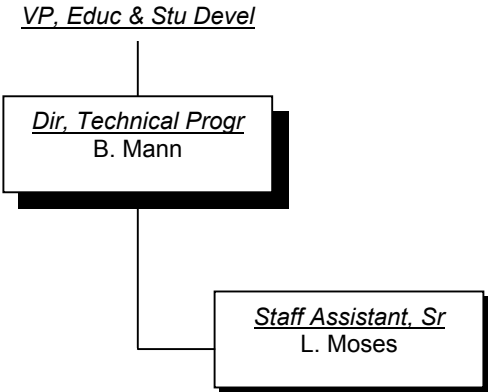 VP, Educ & Stu Devel
Dir, Technical Progr
B. Mann
Staff Assistant, Sr
L. Moses